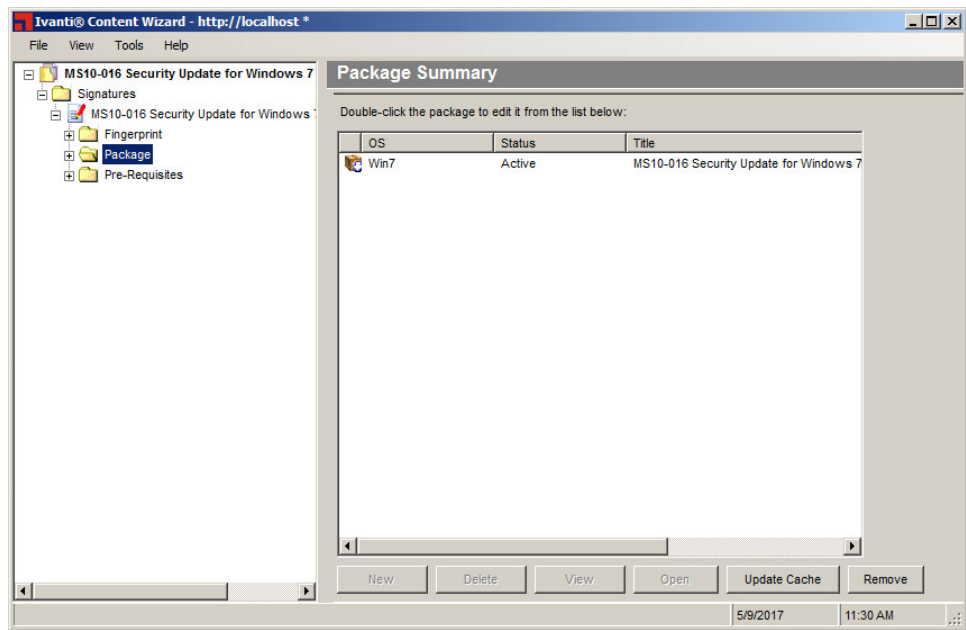 Ivanti® Content Wizard - http://localhost *
File View Tools Help
MS10-016 Security Update for Windows 7
Signatures
MS10-016 Security Update for Windows
Fingerprint
Package
Pre-Requisites
Package Summary
Double-click the package to edit it from the list below:
OS Status Title
Win7 Active MS10-016 Security Update for Windows 7
New Delete View Open Update Cache Remove
5/9/2017 11:30 AM